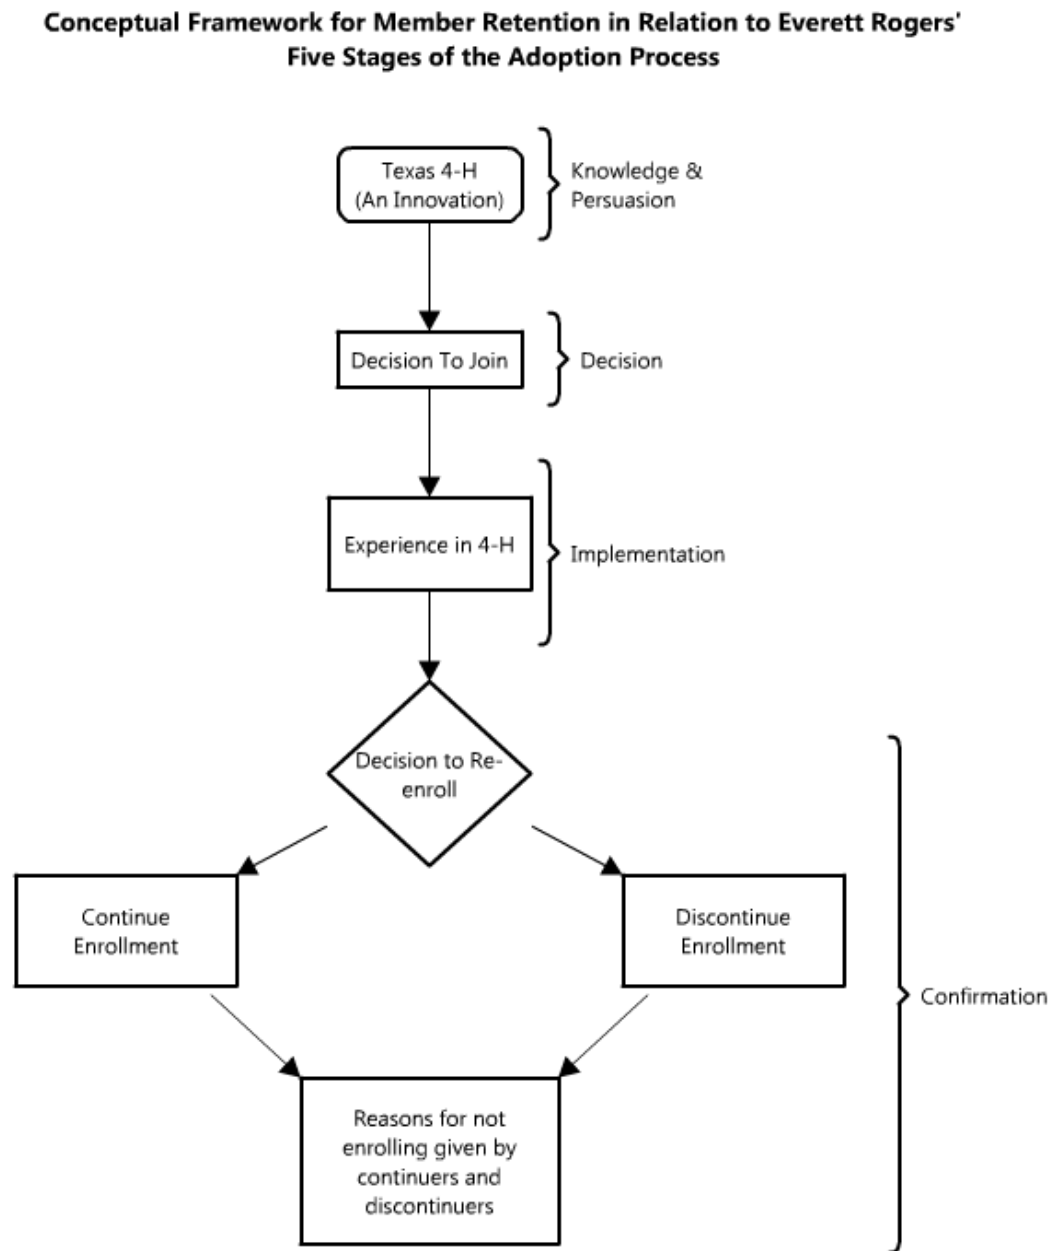 Conceptual Framework for Member Retention in Relation to Everett Rogers'
Five Stages of the Adoption Process
Texas 4-H
(An Innovation)
Knowledge &
Persuasion
Decision To Join
Decision
Experience in 4-H
Implementation
Decision to Re-
enroll
Continue
Enrollment
Discontinue
Enrollment
Confirmation
Reasons for not
enrolling given by
continuers and
discontinuers